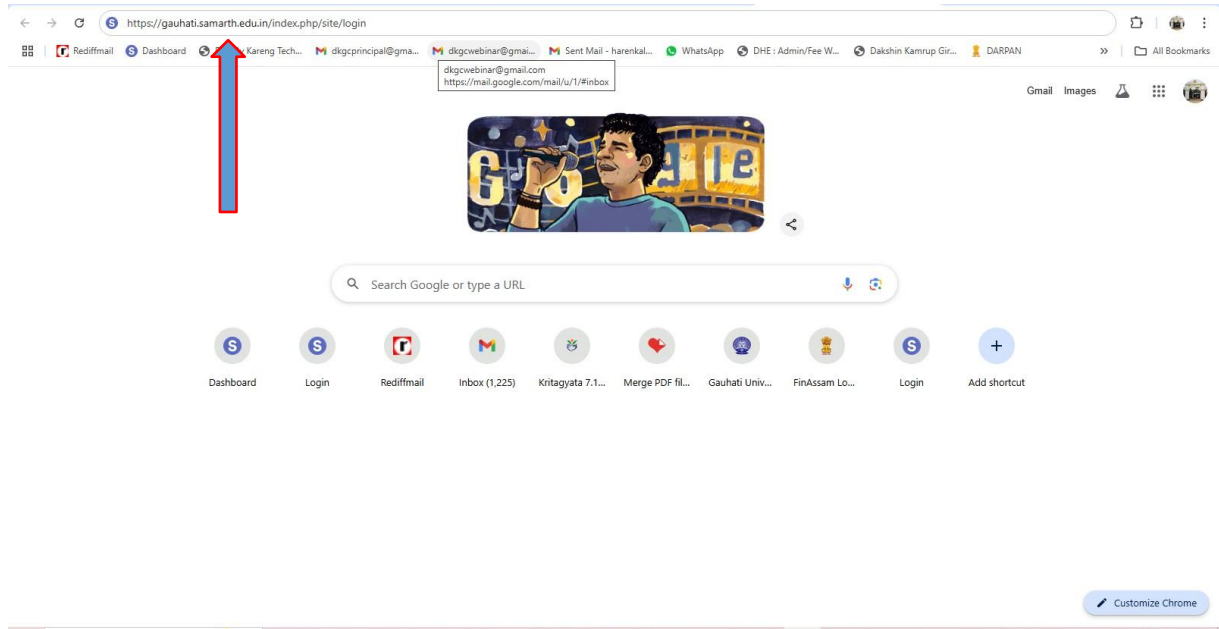 https://gauhati.samarth.edu.in/index.php/site/login
Rediffmail Dashboard Kareng Tech... dkgcprincipal@gma... dkgcwebinar@gmai... Sent Mail - harenkal... WhatsApp DHE : Admin/Fee W... Dakshin Kamrup Gir... DARPAN » All Bookmarks
dkgcwebinar@gmail.com
https://mail.google.com/mail/u/1/#inbox
Gmail Images
G o g l e
Search Google or type a URL
Dashboard Login Rediffmail Inbox (1,225) Kritagyata 7.1... Merge PDF fil... Gauhati Univ... FinAssam Lo... Login Add shortcut
Customize Chrome